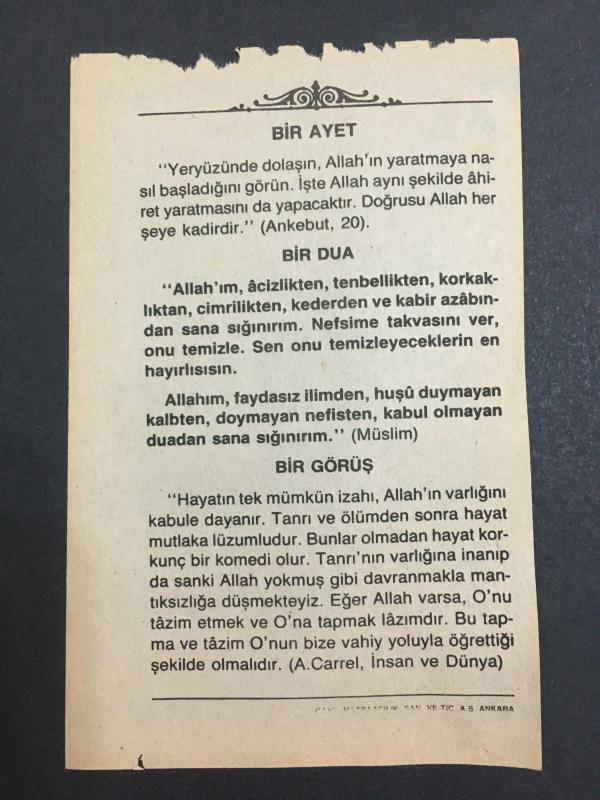 BİR AYET
"Yeryüzünde dolaşın, Allah'ın yaratmaya na-
sıl başladığını görün. İşte Allah aynı şekilde âhi-
ret yaratmasını da yapacaktır. Doğrusu Allah her
şeye kadirdir." (Ankebut, 20).
BİR DUA
"Allah'ım, âcizlikten, tenbellikten, korkak-
lıktan, cimrilikten, kederden ve kabir azâbın-
dan sana sığınırım. Nefsime takvasını ver,
onu temizle. Sen onu temizleyeceklerin en
hayırlısısın.
Allahım, faydasız ilimden, huşû duymayan
kalbten, doymayan nefisten, kabul olmayan
duadan sana sığınırım." (Müslim)
BİR GÖRÜŞ
"Hayatın tek mümkün izahı, Allah'ın varlığını
kabule dayanır. Tanrı ve ölümden sonra hayat
mutlaka lüzumludur. Bunlar olmadan hayat kor-
kunç bir komedi olur. Tanrı'nın varlığına inanıp
da sanki Allah yokmuş gibi davranmakla man-
tıksızlığa düşmekteyiz. Eğer Allah varsa, O'nu
tâzim etmek ve O'na tapmak lâzımdır. Bu tap-
ma ve tâzim O'nun bize vahiy yoluyla öğrettiği
şekilde olmalıdır. (A.Carrel, İnsan ve Dünya)
MATBAACILIK SAN. VE TİC. A.Ş. ANKARA